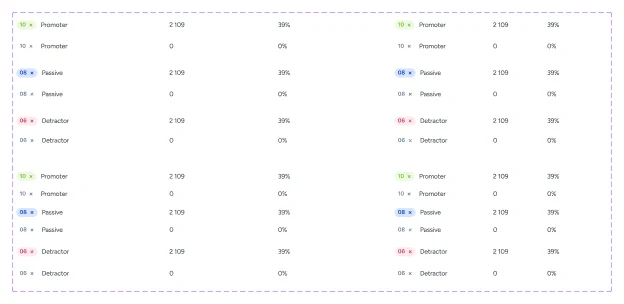 10 × Promoter 2 109 39% 10 × Promoter 2 109 39%
10 × Promoter 0 0% 10 × Promoter 0 0%
08 × Passive 2 109 39% 08 × Passive 2 109 39%
08 × Passive 0 0% 08 × Passive 0 0%
06 × Detractor 2 109 39% 06 × Detractor 2 109 39%
06 × Detractor 0 0% 06 × Detractor 0 0%
10 × Promoter 2 109 39% 10 × Promoter 2 109 39%
10 × Promoter 0 0% 10 × Promoter 0 0%
08 × Passive 2 109 39% 08 × Passive 2 109 39%
08 × Passive 0 0% 08 × Passive 0 0%
06 × Detractor 2 109 39% 06 × Detractor 2 109 39%
06 × Detractor 0 0% 06 × Detractor 0 0%